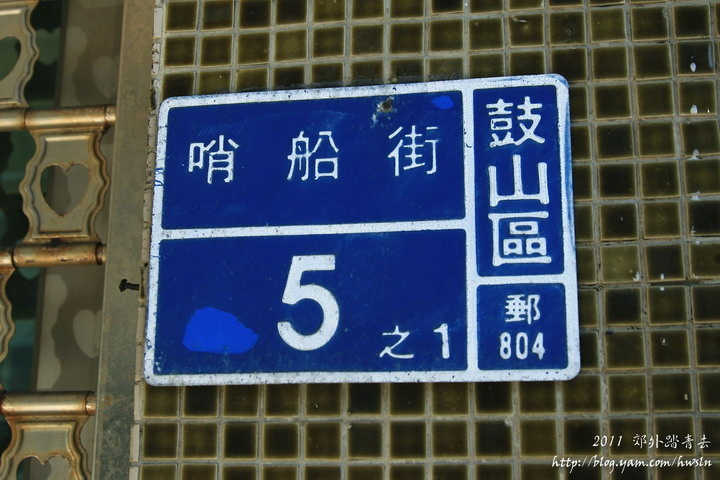 哨船街
5之1
鼓山區
郵
804
2011 郊外踏青去
http://blog.yam.com/hwsln